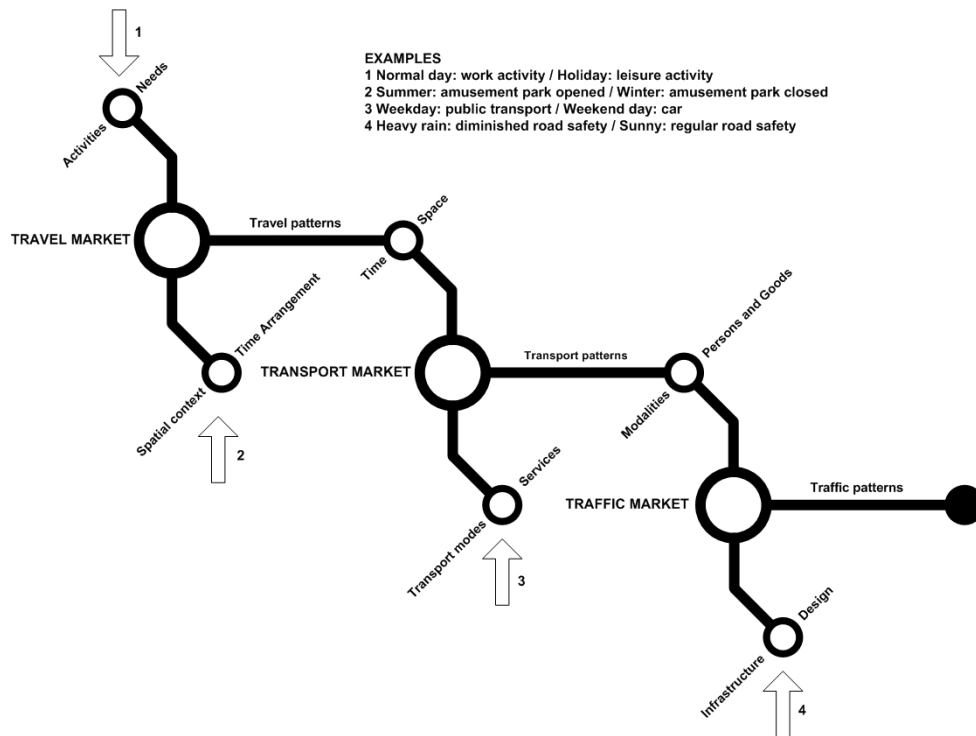 1
EXAMPLES
1 Normal day: work activity / Holiday: leisure activity
2 Summer: amusement park opened / Winter: amusement park closed
3 Weekday: public transport / Weekend day: car
4 Heavy rain: diminished road safety / Sunny: regular road safety
Needs
Activities
TRAVEL MARKET
Travel patterns
Space
Time
Time Arrangement
Spatial context
2
TRANSPORT MARKET
Transport patterns
Persons and Goods
Modalities
Services
Transport modes
3
TRAFFIC MARKET
Traffic patterns
Design
Infrastructure
4